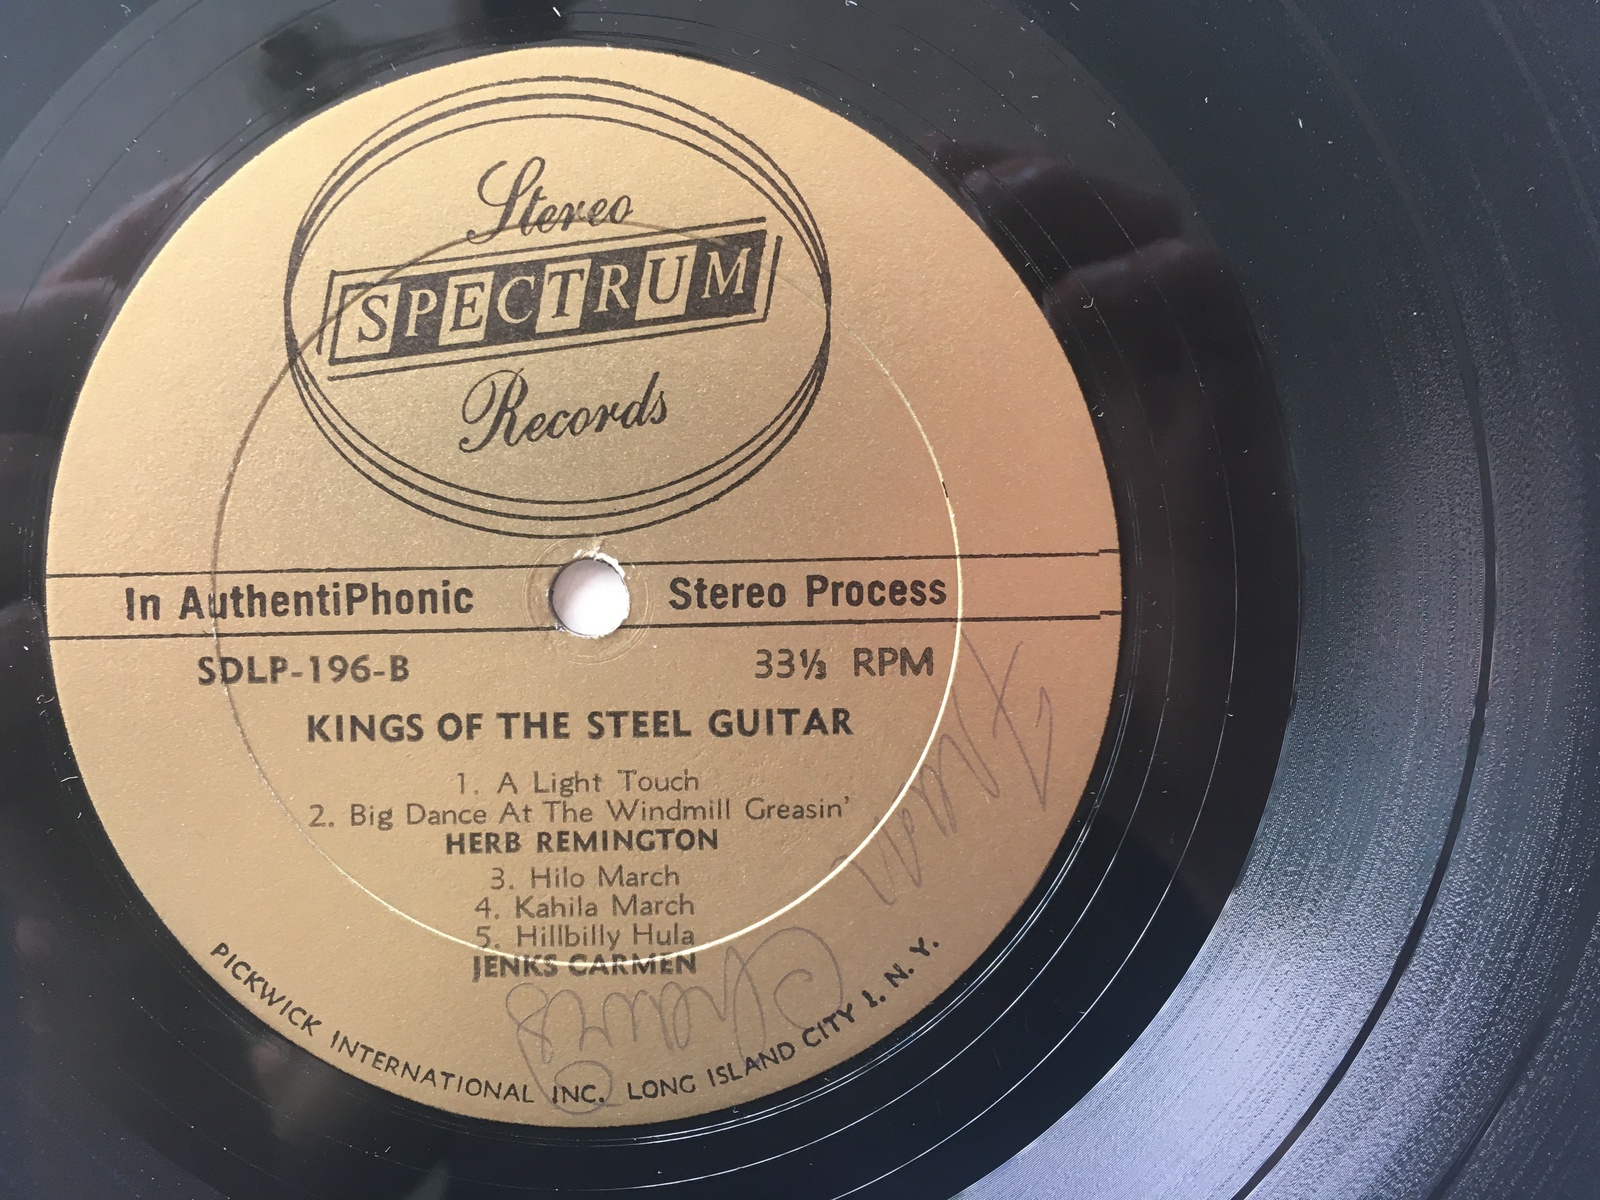 Stereo
SPECTRUM
Records
In AuthentiPhonic Stereo Process
SDLP-196-B 33⅓ RPM
KINGS OF THE STEEL GUITAR
1. A Light Touch
2. Big Dance At The Windmill Greasin'
HERB REMINGTON
3. Hilo March
4. Kahila March
5. Hillbilly Hula
JENKS CARMEN
PICKWICK INTERNATIONAL INC. LONG ISLAND CITY 1. N. Y.